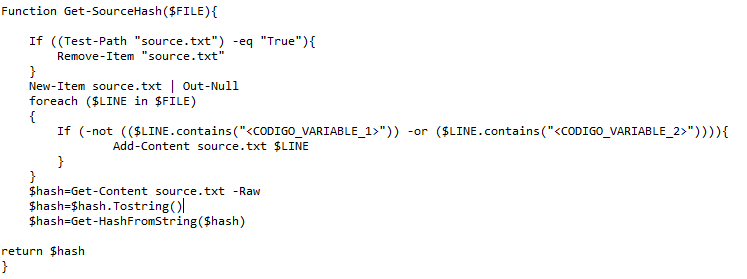 Function Get-SourceHash($FILE){
If ((Test-Path "source.txt") -eq "True"){
Remove-Item "source.txt"
}
New-Item source.txt | Out-Null
foreach ($LINE in $FILE)
{
If (-not (($LINE.contains("<CODIGO_VARIABLE_1>")) -or ($LINE.contains("<CODIGO_VARIABLE_2>")))){
Add-Content source.txt $LINE
}
}
$hash=Get-Content source.txt -Raw
$hash=$hash.Tostring()
$hash=Get-HashFromString($hash)
return $hash
}